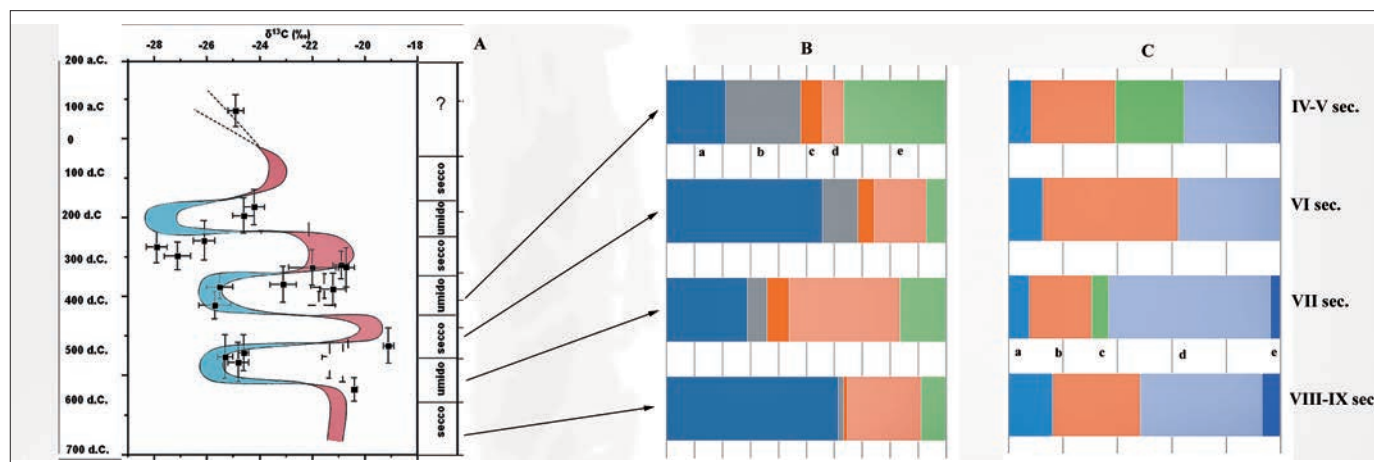 δ¹³C (‰)
-28 -26 -24 -22 -20 -19 -18
A
B
C
200 a.C.
100 a.C
0
100 d.C
200 d.C
300 d.C.
400 d.C.
500 d.C.
600 d.C.
700 d.C.
?
secco
umido
secco
umido
secco
umido
secco
a b c d e
IV-V sec.
VI sec.
VII sec.
a b c d e
VIII-IX sec